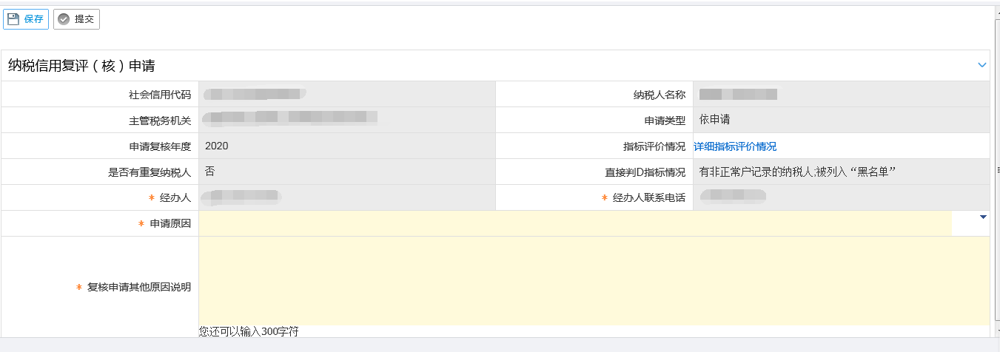 保存 提交
纳税信用复评（核）申请
社会信用代码 纳税人名称
主管税务机关 申请类型 依申请
申请复核年度 2020 指标评价情况 详细指标评价情况
是否有重复纳税人 否 直接判D指标情况 有非正常户记录的纳税人;被列入“黑名单”
* 经办人 * 经办人联系电话
* 申请原因
* 复核申请其他原因说明
您还可以输入300字符